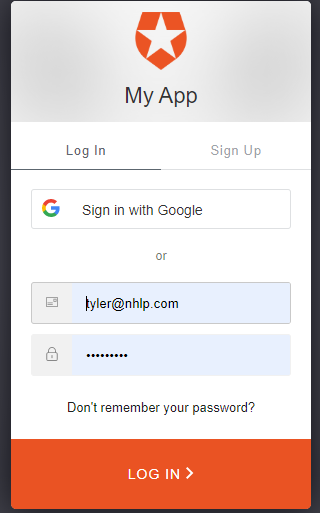 My App
Log In
Sign Up
Sign in with Google
or
tyler@nhlp.com
•••••••••
Don't remember your password?
LOG IN